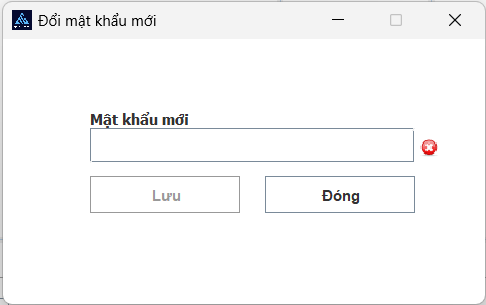 Đổi mật khẩu mới
Mật khẩu mới
Lưu
Đóng